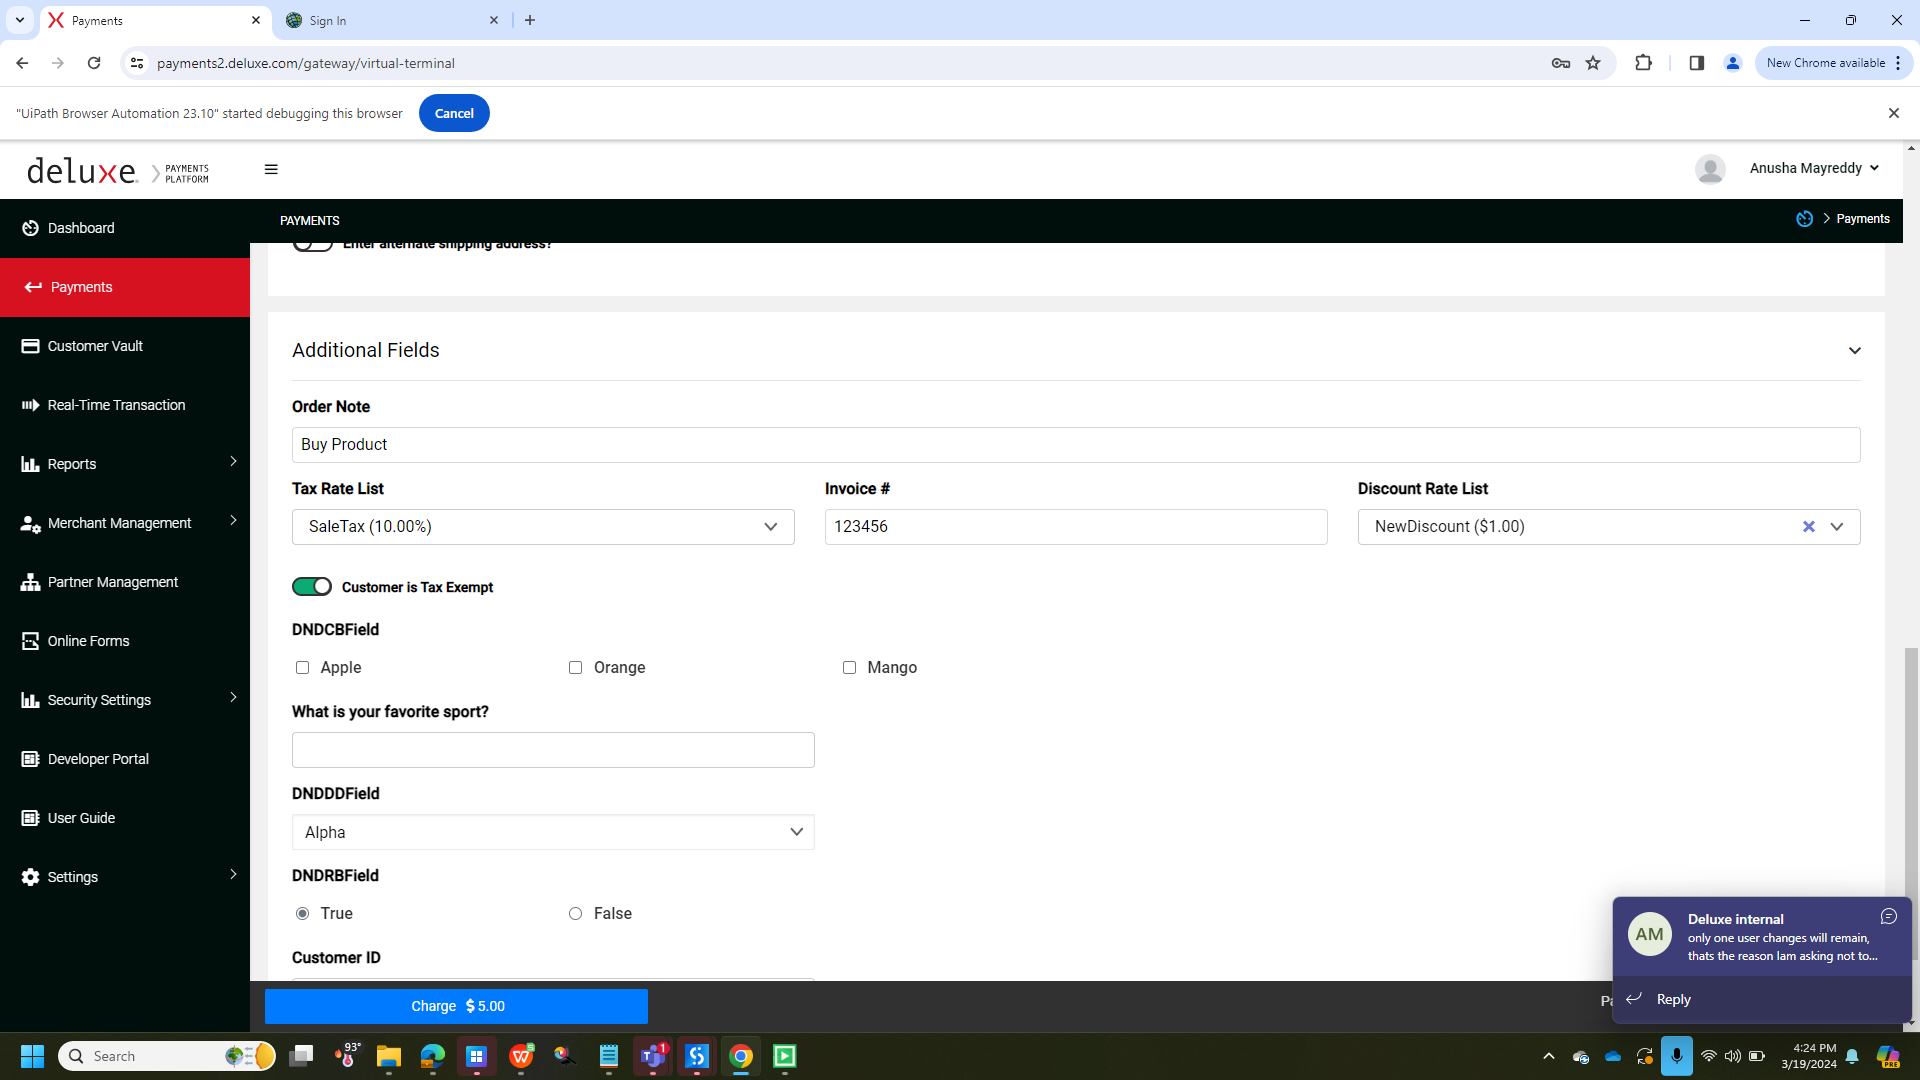 Payments
Sign In
payments2.deluxe.com/gateway/virtual-terminal
New Chrome available
"UiPath Browser Automation 23.10" started debugging this browser
Cancel
deluxe.
PAYMENTS
PLATFORM
Anusha Mayreddy
PAYMENTS
Payments
Dashboard
Payments
Customer Vault
Real-Time Transaction
Reports
Merchant Management
Partner Management
Online Forms
Security Settings
Developer Portal
User Guide
Settings
Enter alternate shipping address?
Additional Fields
Order Note
Buy Product
Tax Rate List
Invoice #
Discount Rate List
SaleTax (10.00%)
123456
NewDiscount ($1.00)
Customer is Tax Exempt
DNDCBField
Apple
Orange
Mango
What is your favorite sport?
DNDDDField
Alpha
DNDRBField
True
False
Customer ID
Charge $ 5.00
Pa
AM
Deluxe internal
only one user changes will remain,
thats the reason Iam asking not to...
Reply
Search
93°
1
4:24 PM
3/19/2024
PRE